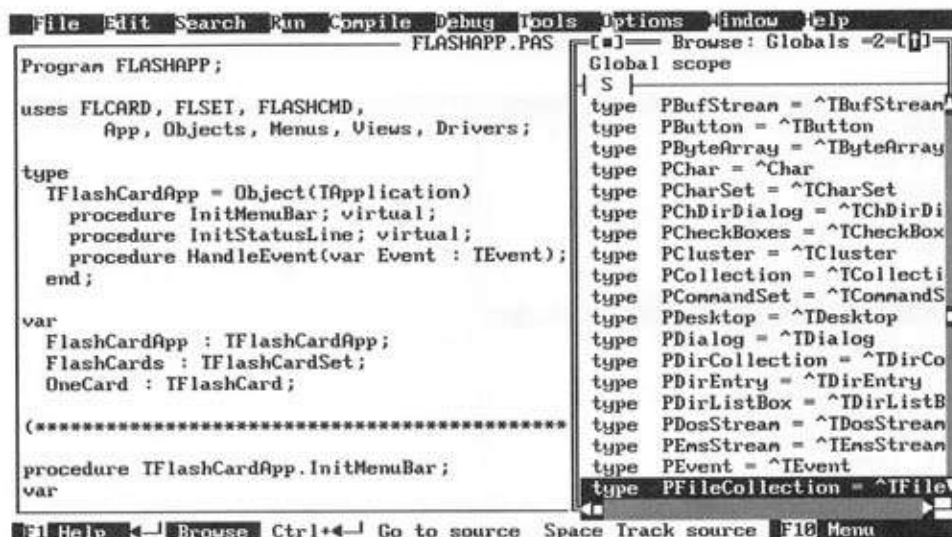 File Edit Search Run Compile Debug Tools Options Window Help
FLASHAPP.PAS
Program FLASHAPP;
uses FLCARD, FLSET, FLASHCMD,
App, Objects, Menus, Views, Drivers;
type
TFlashCardApp = Object(TApplication)
procedure InitMenuBar; virtual;
procedure InitStatusLine; virtual;
procedure HandleEvent(var Event : TEvent);
end;
var
FlashCardApp : TFlashCardApp;
FlashCards : TFlashCardSet;
OneCard : TFlashCard;
(**********************************************
procedure TFlashCardApp.InitMenuBar;
var
[■] Browse: Globals =2=[↑]
Global scope
S
type PBufStream = ^TBufStream
type PButton = ^TButton
type PByteArray = ^TByteArray
type PChar = ^Char
type PCharSet = ^TCharSet
type PChDirDialog = ^TChDirDi
type PCheckBoxes = ^TCheckBox
type PCluster = ^TCluster
type PCollection = ^TCollecti
type PCommandSet = ^TCommandS
type PDesktop = ^TDesktop
type PDialog = ^TDialog
type PDirCollection = ^TDirCo
type PDirEntry = ^TDirEntry
type PDirListBox = ^TDirListB
type PDosStream = ^TDosStream
type PEmsStream = ^TEmsStream
type PEvent = ^TEvent
type PFileCollection = ^TFile
F1 Help ◄─┘ Browse Ctrl+◄─┘ Go to source Space Track source F10 Menu